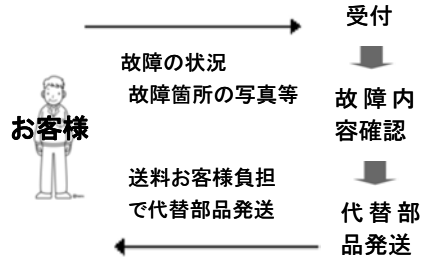 受付
故障の状況
故障箇所の写真等
故障内
容確認
お客様
送料お客様負担
で代替部品発送
代替部
品発送